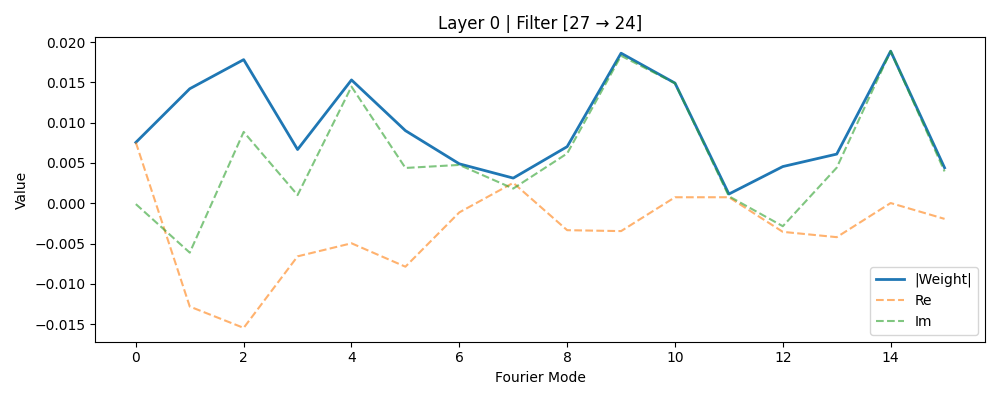 Layer 0 | Filter [27 → 24]
Value
0.020
0.015
0.010
0.005
0.000
−0.005
−0.010
−0.015
0 2 4 6 8 10 12 14
Fourier Mode
|Weight|
Re
Im